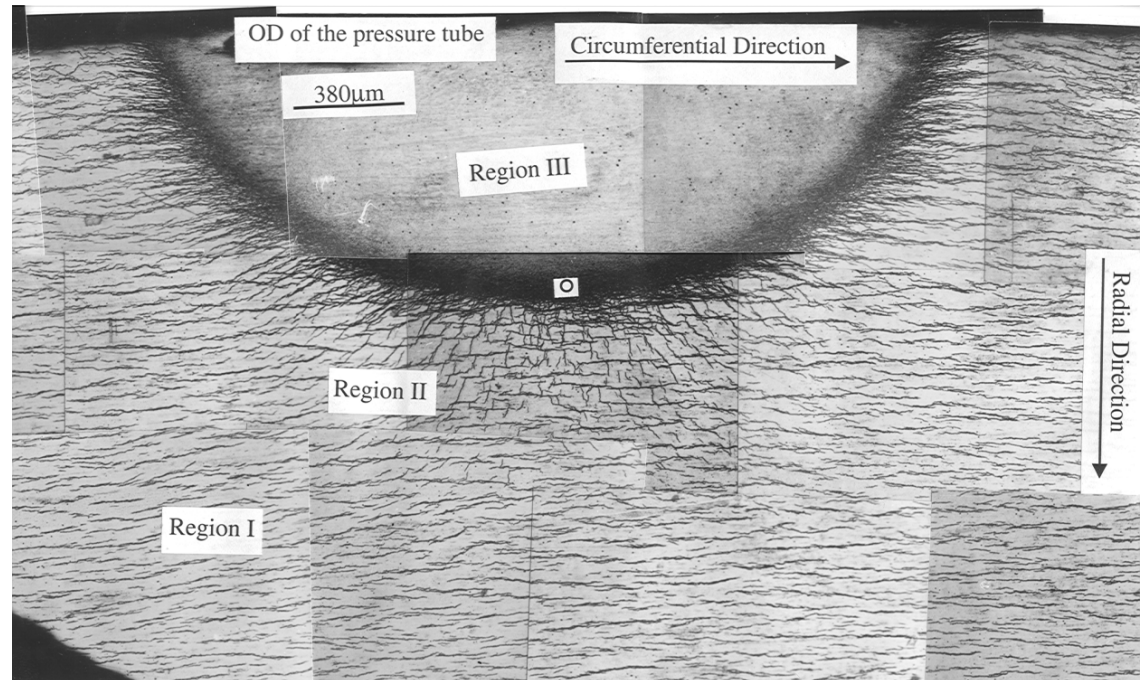 OD of the pressure tube
Circumferential Direction
380μm
Region III
O
Radial Direction
Region II
Region I